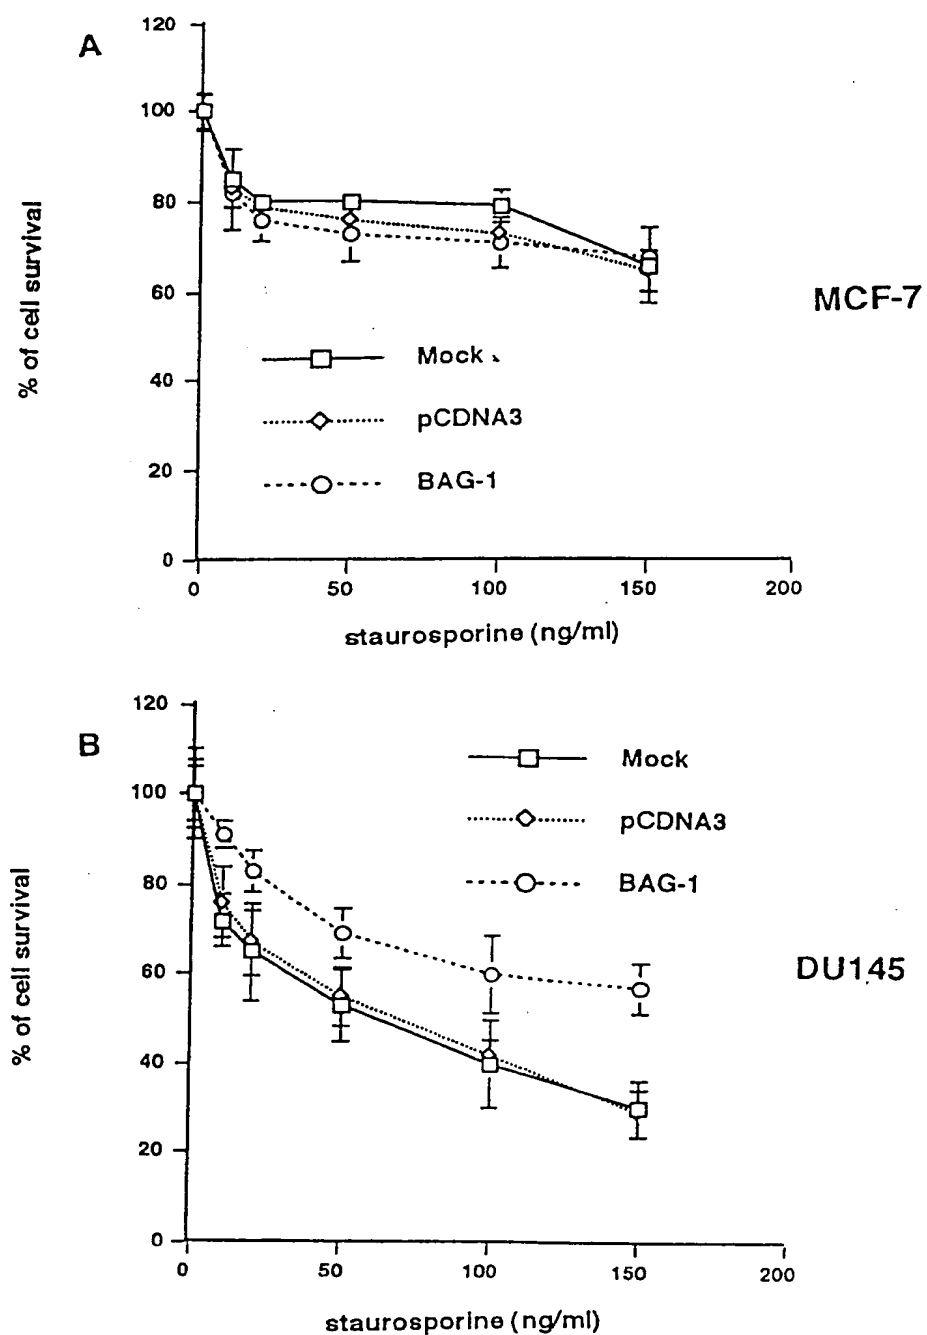 A
120
100
80
60
40
20
0
% of cell survival
Mock
pCDNA3
BAG-1
MCF-7
0 50 100 150 200
staurosporine (ng/ml)
B
120
100
80
60
40
20
0
% of cell survival
Mock
pCDNA3
BAG-1
DU145
0 50 100 150 200
staurosporine (ng/ml)